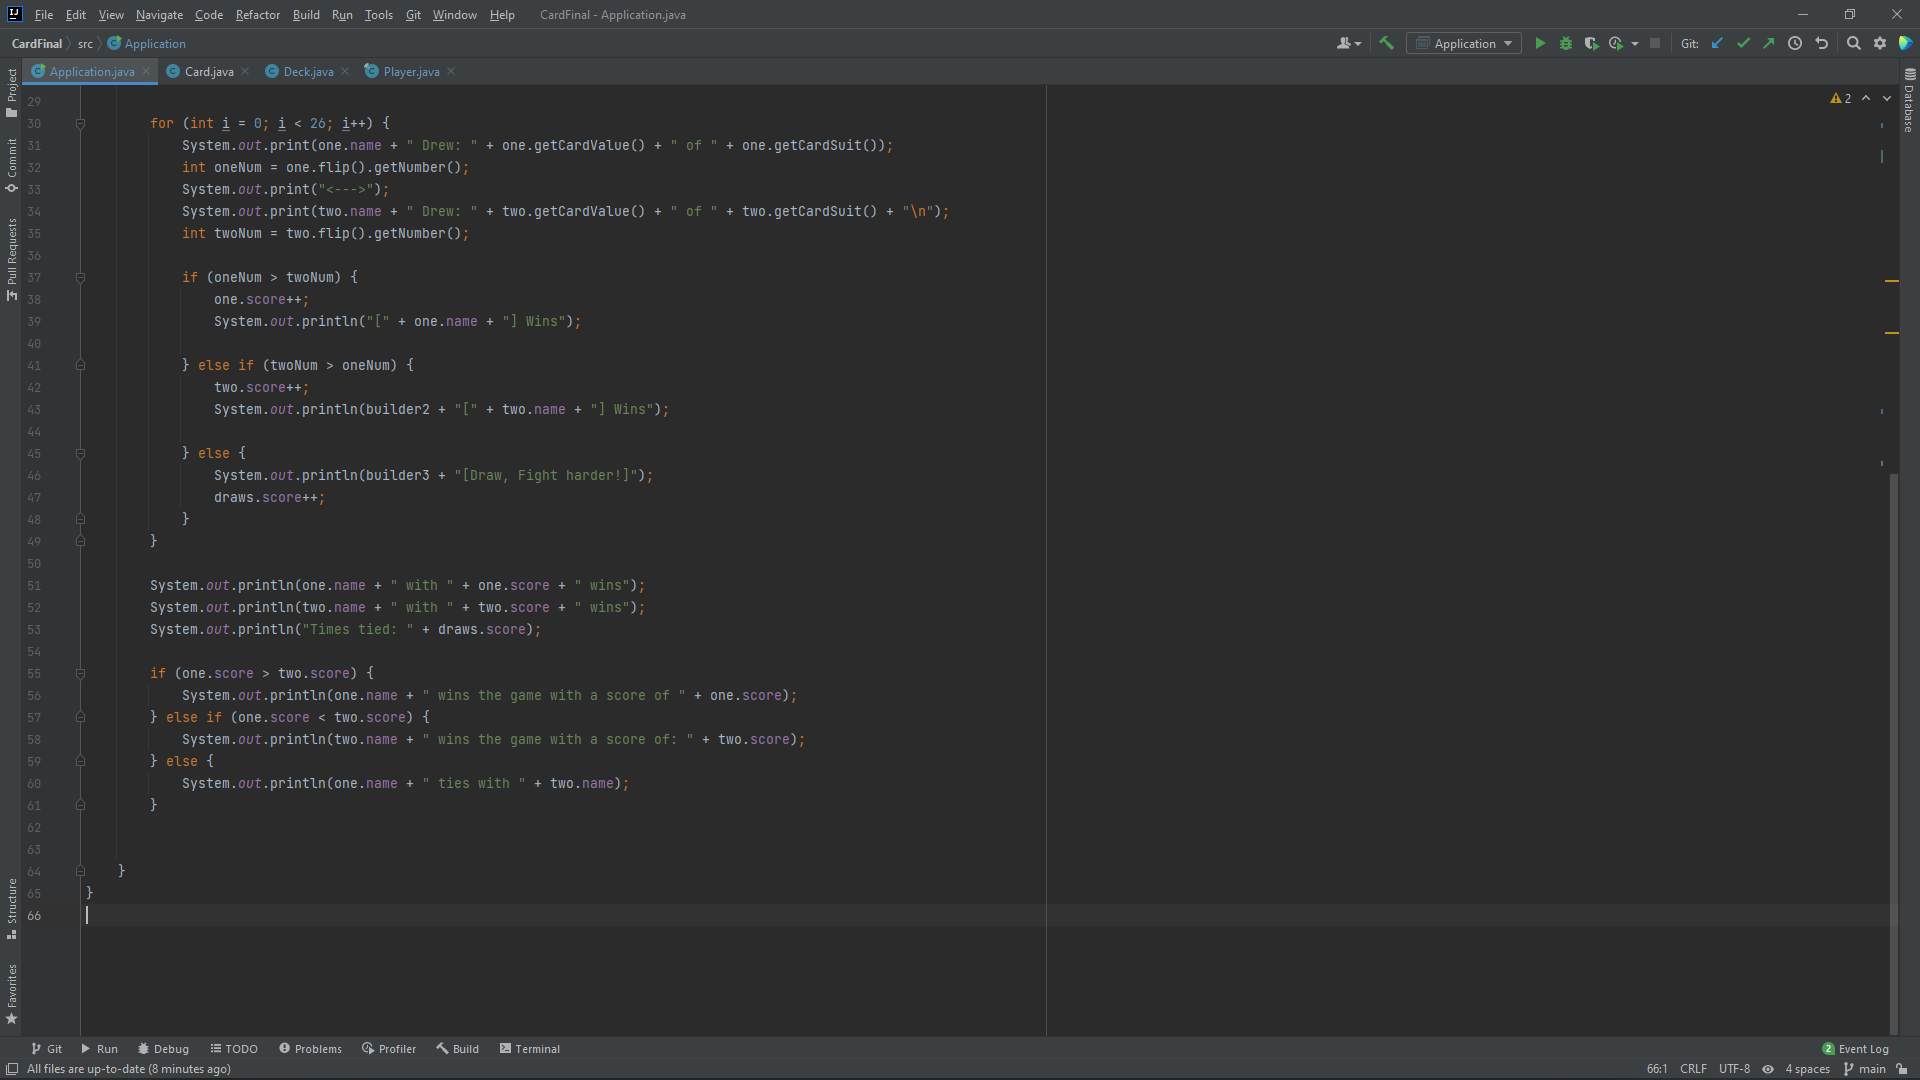 File Edit View Navigate Code Refactor Build Run Tools Git Window Help CardFinal - Application.java
CardFinal src Application
Application Git:
Application.java Card.java Deck.java Player.java
Project
Commit
Pull Requests
Structure
Favorites
Database
2
29
30 for (int i = 0; i < 26; i++) {
31 System.out.print(one.name + " Drew: " + one.getCardValue() + " of " + one.getCardSuit());
32 int oneNum = one.flip().getNumber();
33 System.out.print("<--->");
34 System.out.print(two.name + " Drew: " + two.getCardValue() + " of " + two.getCardSuit() + "\n");
35 int twoNum = two.flip().getNumber();
36
37 if (oneNum > twoNum) {
38 one.score++;
39 System.out.println("[" + one.name + "] Wins");
40
41 } else if (twoNum > oneNum) {
42 two.score++;
43 System.out.println(builder2 + "[" + two.name + "] Wins");
44
45 } else {
46 System.out.println(builder3 + "[Draw, Fight harder!]");
47 draws.score++;
48 }
49 }
50
51 System.out.println(one.name + " with " + one.score + " wins");
52 System.out.println(two.name + " with " + two.score + " wins");
53 System.out.println("Times tied: " + draws.score);
54
55 if (one.score > two.score) {
56 System.out.println(one.name + " wins the game with a score of " + one.score);
57 } else if (one.score < two.score) {
58 System.out.println(two.name + " wins the game with a score of: " + two.score);
59 } else {
60 System.out.println(one.name + " ties with " + two.name);
61 }
62
63
64 }
65 }
66
Git Run Debug TODO Problems Profiler Build Terminal 2 Event Log
All files are up-to-date (8 minutes ago) 66:1 CRLF UTF-8 4 spaces main